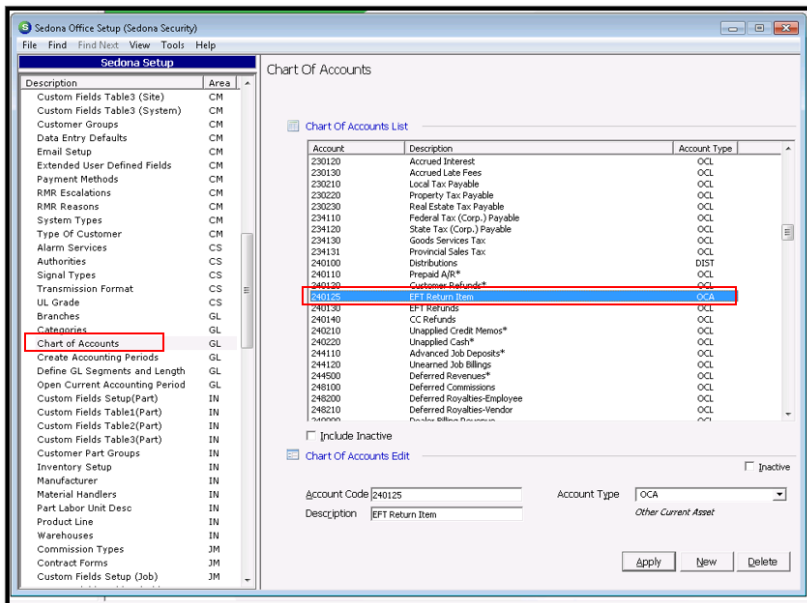 Sedona Office Setup (Sedona Security)
File Find Find Next View Tools Help
Sedona Setup
Description Area
Custom Fields Table3 (Site) CM
Custom Fields Table3 (System) CM
Customer Groups CM
Data Entry Defaults CM
Email Setup CM
Extended User Defined Fields CM
Payment Methods CM
RMR Escalations CM
RMR Reasons CM
System Types CM
Type Of Customer CM
Alarm Services CS
Authorities CS
Signal Types CS
Transmission Format CS
UL Grade CS
Branches GL
Categories GL
Chart of Accounts GL
Create Accounting Periods GL
Define GL Segments and Length GL
Open Current Accounting Period GL
Custom Fields Setup(Part) IN
Custom Fields Table1(Part) IN
Custom Fields Table2(Part) IN
Custom Fields Table3(Part) IN
Customer Part Groups IN
Inventory Setup IN
Manufacturer IN
Material Handlers IN
Part Labor Unit Desc IN
Product Line IN
Warehouses IN
Commission Types JM
Contract Forms JM
Custom Fields Setup (Job) JM
Chart Of Accounts
Chart Of Accounts List
Account Description Account Type
230120 Accrued Interest OCL
230130 Accrued Late Fees OCL
230210 Local Tax Payable OCL
230220 Property Tax Payable OCL
230230 Real Estate Tax Payable OCL
234110 Federal Tax (Corp.) Payable OCL
234120 State Tax (Corp.) Payable OCL
234130 Goods Services Tax OCL
234131 Provincial Sales Tax OCL
240100 Distributions DIST
240110 Prepaid A/R* OCL
240120 Customer Refunds* OCL
240125 EFT Return Item OCA
240130 EFT Refunds OCL
240140 CC Refunds OCL
240210 Unapplied Credit Memos* OCL
240220 Unapplied Cash* OCL
244110 Advanced Job Deposits* OCL
244120 Unearned Job Billings OCL
244500 Deferred Revenues* OCL
248100 Deferred Commissions OCL
248200 Deferred Royalties-Employee OCL
248210 Deferred Royalties-Vendor OCL
Dealer Billing Revenue OCL
Include Inactive
Chart Of Accounts Edit
Inactive
Account Code 240125 Account Type OCA
Description EFT Return Item Other Current Asset
Apply New Delete